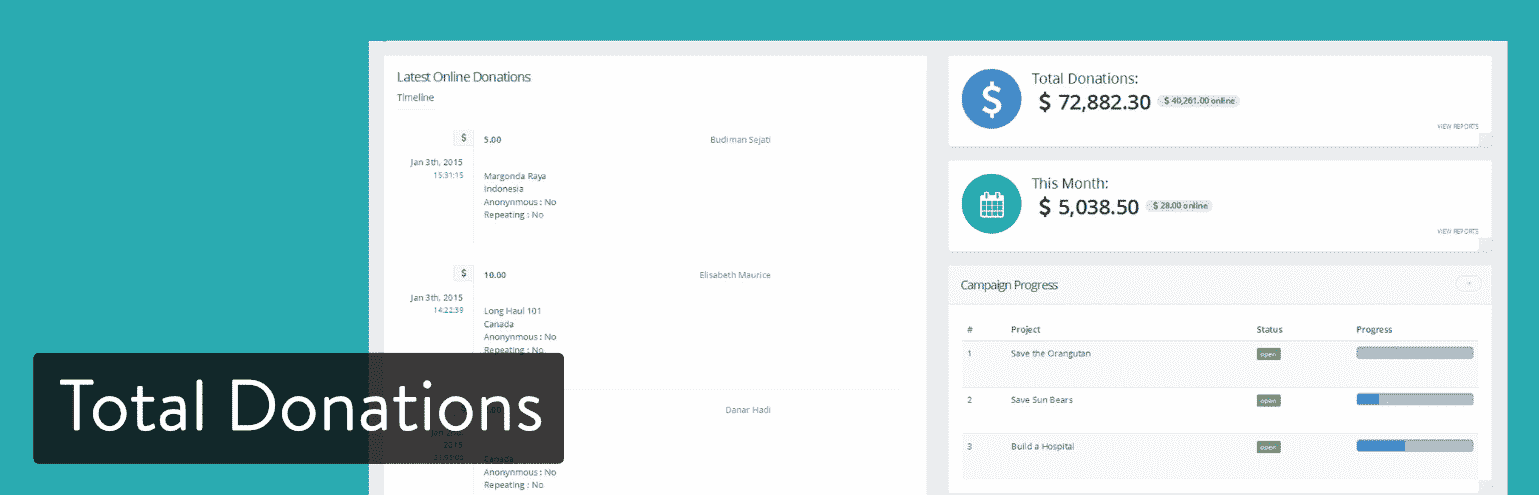 Latest Online Donations
Timeline
$ 5.00 Budiman Sejati
Jan 3th, 2015
15:31:15
Margonda Raya
Indonesia
Anonynmous : No
Repeating : No
$ 10.00 Elisabeth Maurice
Jan 3th, 2015
14:22:39
Long Haul 101
Canada
Anonynmous : No
Repeating : No
Danar Hadi
2015
Canada
Anonynmous : No
Repeating : No
Total Donations
Total Donations:
$ 72,882.30 $ 40,261.00 online
VIEW REPORTS
This Month:
$ 5,038.50 $ 28.00 online
VIEW REPORTS
Campaign Progress
# Project Status Progress
1 Save the Orangutan open
2 Save Sun Bears open
3 Build a Hospital open